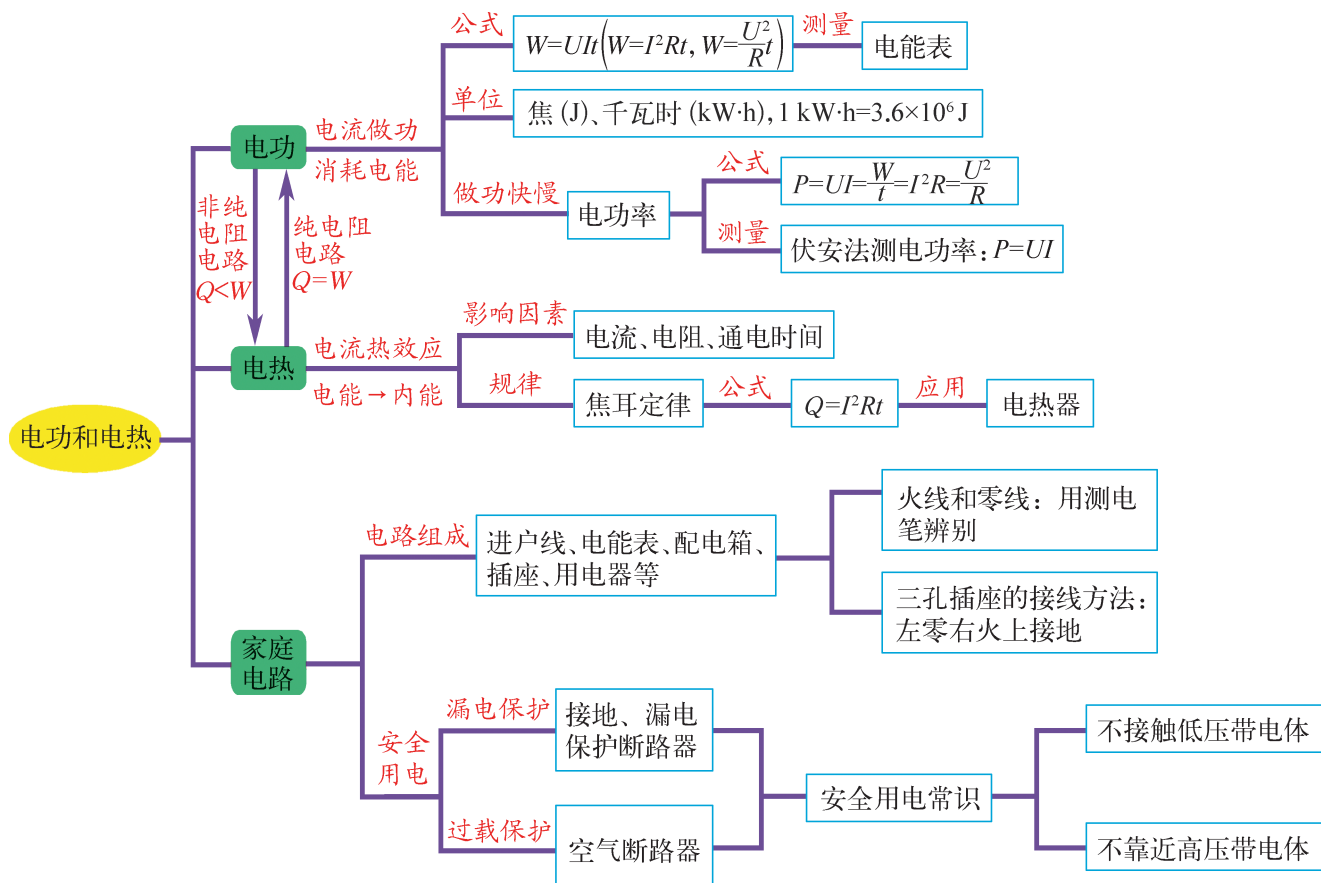 电功和电热
电功
电流做功
消耗电能
公式
W=UIt(W=I²Rt, W=U²/R t)
测量
电能表
单位
焦(J)、千瓦时(kW·h),1 kW·h=3.6×10⁶J
做功快慢
电功率
公式
P=UI=W/t=I²R=U²/R
测量
伏安法测电功率：P=UI
非纯
电阻
电路
Q<W
纯电阻
电路
Q=W
电热
电流热效应
电能→内能
影响因素
电流、电阻、通电时间
规律
焦耳定律
公式
Q=I²Rt
应用
电热器
家庭
电路
电路组成
进户线、电能表、配电箱、
插座、用电器等
火线和零线：用测电
笔辨别
三孔插座的接线方法：
左零右火上接地
安全
用电
漏电保护
接地、漏电
保护断路器
过载保护
空气断路器
安全用电常识
不接触低压带电体
不靠近高压带电体